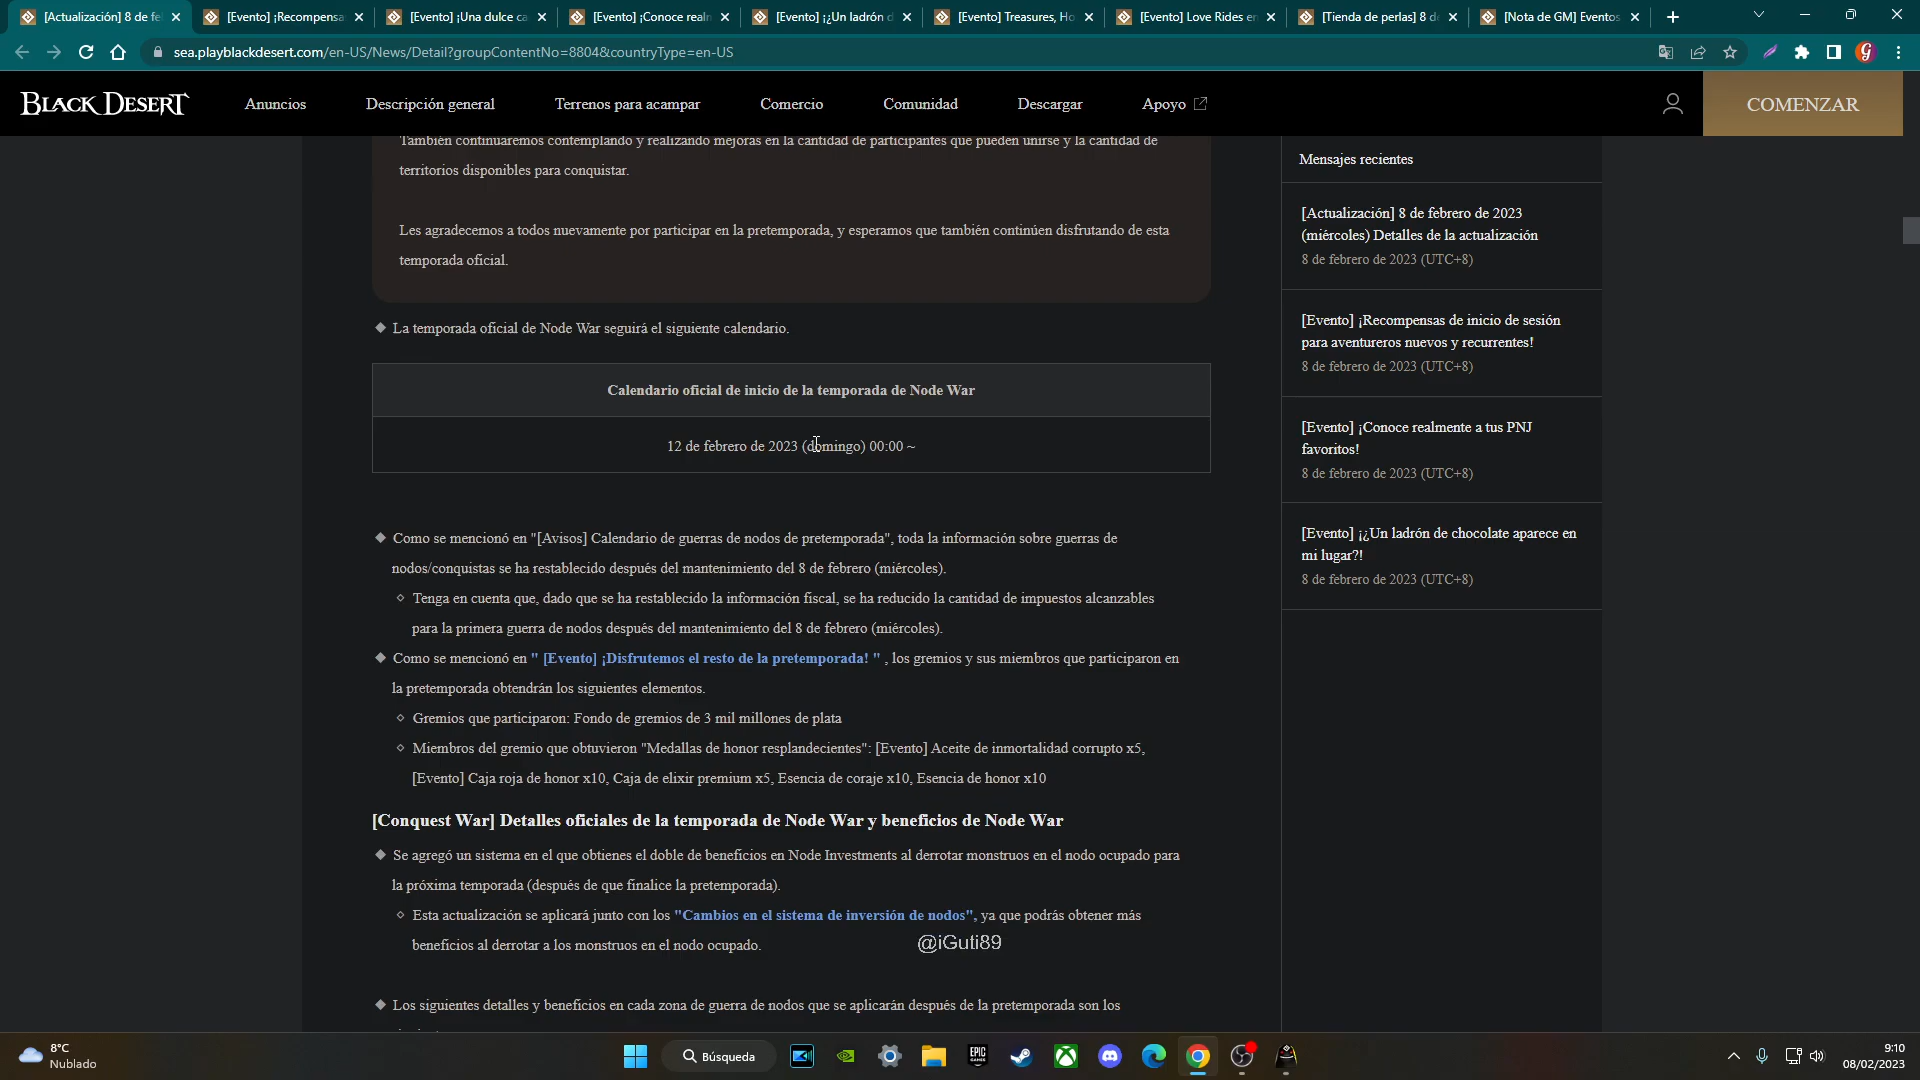 [Actualización] 8 de fe
[Evento] ¡Recompensa
[Evento] ¡Una dulce ca
[Evento] ¡Conoce realm
[Evento] ¡¿Un ladrón d
[Evento] Treasures, Ho
[Evento] Love Rides en
[Tienda de perlas] 8 de
[Nota de GM] Eventos
sea.playblackdesert.com/en-US/News/Detail?groupContentNo=8804&countryType=en-US
BLACK DESERT
Anuncios
Descripción general
Terrenos para acampar
Comercio
Comunidad
Descargar
Apoyo
COMENZAR
También continuaremos contemplando y realizando mejoras en la cantidad de participantes que pueden unirse y la cantidad de
territorios disponibles para conquistar.
Les agradecemos a todos nuevamente por participar en la pretemporada, y esperamos que también continúen disfrutando de esta
temporada oficial.
◆ La temporada oficial de Node War seguirá el siguiente calendario.
Calendario oficial de inicio de la temporada de Node War
12 de febrero de 2023 (domingo) 00:00 ~
◆ Como se mencionó en "[Avisos] Calendario de guerras de nodos de pretemporada", toda la información sobre guerras de
nodos/conquistas se ha restablecido después del mantenimiento del 8 de febrero (miércoles).
◇ Tenga en cuenta que, dado que se ha restablecido la información fiscal, se ha reducido la cantidad de impuestos alcanzables
para la primera guerra de nodos después del mantenimiento del 8 de febrero (miércoles).
◆ Como se mencionó en " [Evento] ¡Disfrutemos el resto de la pretemporada! " , los gremios y sus miembros que participaron en
la pretemporada obtendrán los siguientes elementos.
◇ Gremios que participaron: Fondo de gremios de 3 mil millones de plata
◇ Miembros del gremio que obtuvieron "Medallas de honor resplandecientes": [Evento] Aceite de inmortalidad corrupto x5,
[Evento] Caja roja de honor x10, Caja de elixir premium x5, Esencia de coraje x10, Esencia de honor x10
[Conquest War] Detalles oficiales de la temporada de Node War y beneficios de Node War
◆ Se agregó un sistema en el que obtienes el doble de beneficios en Node Investments al derrotar monstruos en el nodo ocupado para
la próxima temporada (después de que finalice la pretemporada).
◇ Esta actualización se aplicará junto con los "Cambios en el sistema de inversión de nodos", ya que podrás obtener más
beneficios al derrotar a los monstruos en el nodo ocupado.
@iGuti89
◆ Los siguientes detalles y beneficios en cada zona de guerra de nodos que se aplicarán después de la pretemporada son los
Mensajes recientes
[Actualización] 8 de febrero de 2023
(miércoles) Detalles de la actualización
8 de febrero de 2023 (UTC+8)
[Evento] ¡Recompensas de inicio de sesión
para aventureros nuevos y recurrentes!
8 de febrero de 2023 (UTC+8)
[Evento] ¡Conoce realmente a tus PNJ
favoritos!
8 de febrero de 2023 (UTC+8)
[Evento] ¡¿Un ladrón de chocolate aparece en
mi lugar?!
8 de febrero de 2023 (UTC+8)
8°C
Nublado
Búsqueda
EPIC
GAMES
9:10
08/02/2023